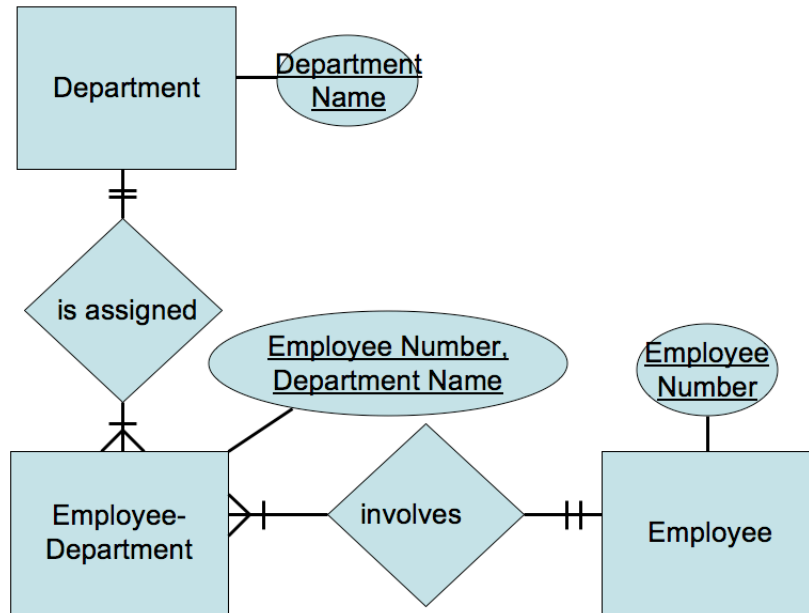 Department
Department
Name
is assigned
Employee Number,
Department Name
Employee
Number
Employee-
Department
involves
Employee